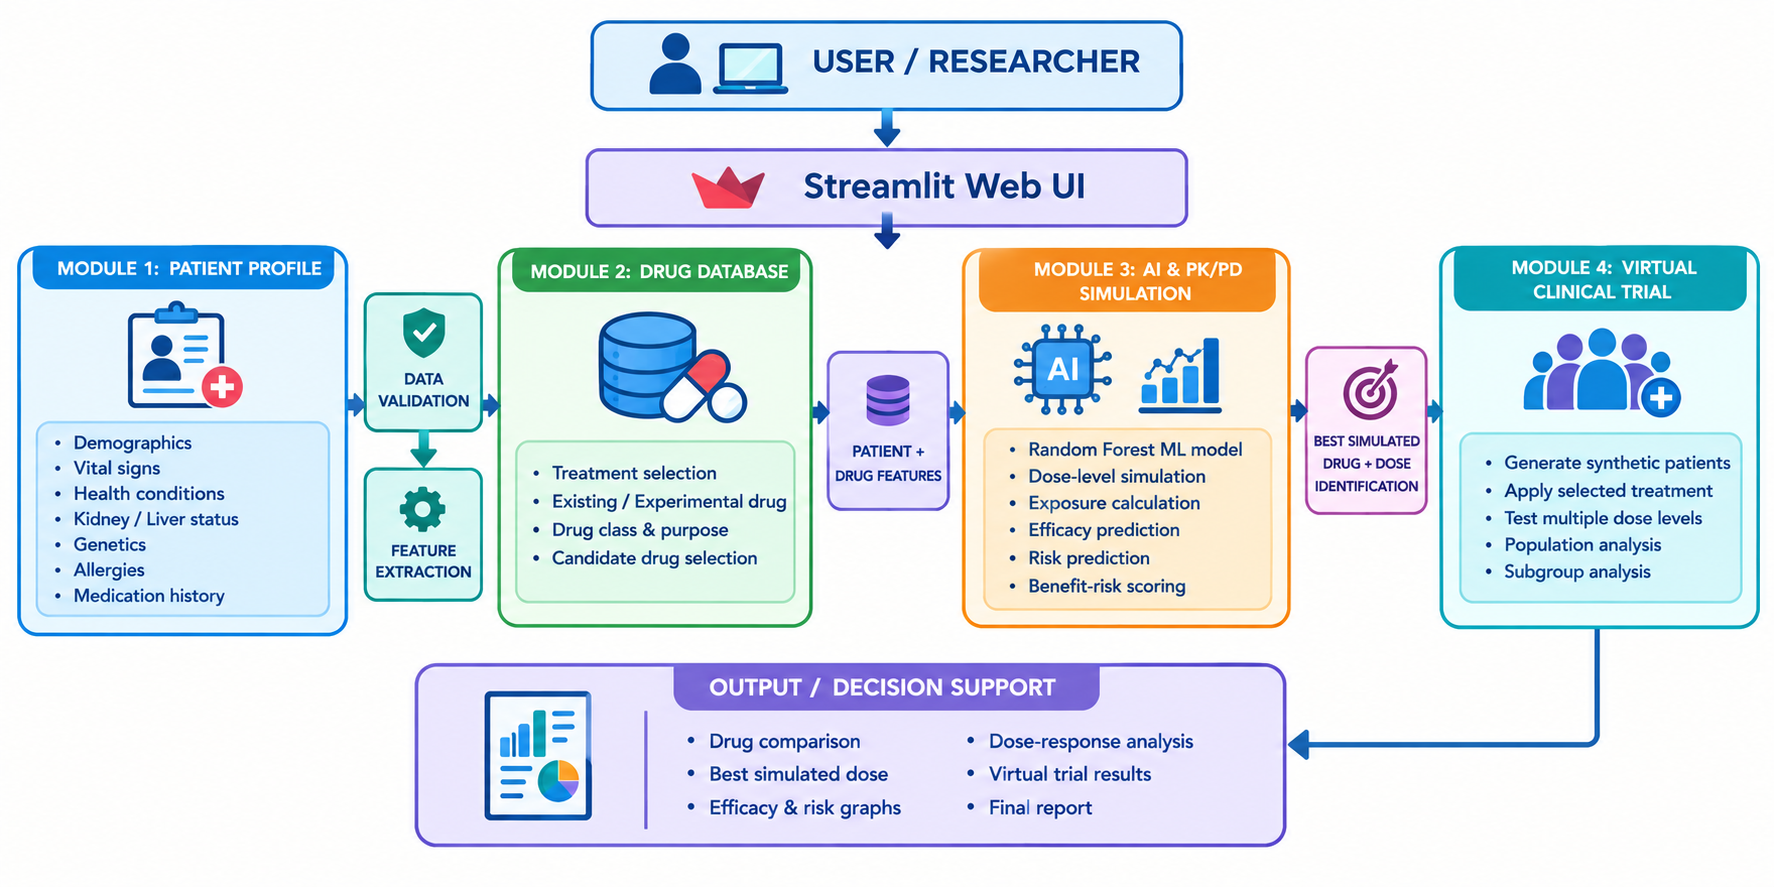 USER / RESEARCHER
Streamlit Web UI
MODULE 1: PATIENT PROFILE
• Demographics
• Vital signs
• Health conditions
• Kidney / Liver status
• Genetics
• Allergies
• Medication history
DATA
VALIDATION
FEATURE
EXTRACTION
MODULE 2: DRUG DATABASE
• Treatment selection
• Existing / Experimental drug
• Drug class & purpose
• Candidate drug selection
PATIENT +
DRUG FEATURES
MODULE 3: AI & PK/PD
SIMULATION
AI
• Random Forest ML model
• Dose-level simulation
• Exposure calculation
• Efficacy prediction
• Risk prediction
• Benefit-risk scoring
BEST SIMULATED
DRUG + DOSE
IDENTIFICATION
MODULE 4: VIRTUAL
CLINICAL TRIAL
• Generate synthetic patients
• Apply selected treatment
• Test multiple dose levels
• Population analysis
• Subgroup analysis
OUTPUT / DECISION SUPPORT
• Drug comparison
• Best simulated dose
• Efficacy & risk graphs
• Dose-response analysis
• Virtual trial results
• Final report